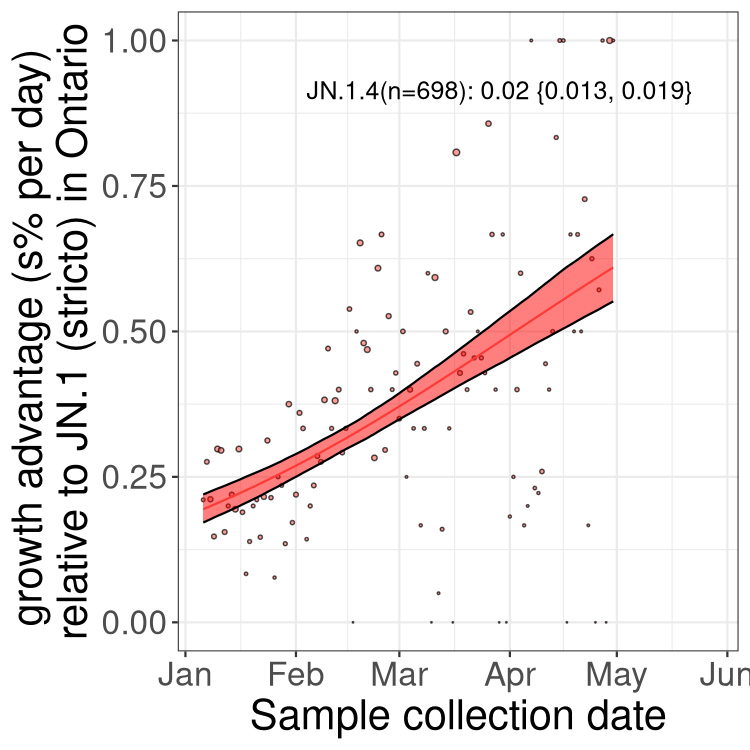 growth advantage (s% per day)
relative to JN.1 (stricto) in Ontario
1.00
0.75
0.50
0.25
0.00
JN.1.4(n=698): 0.02 {0.013, 0.019}
Jan Feb Mar Apr May Jun
Sample collection date